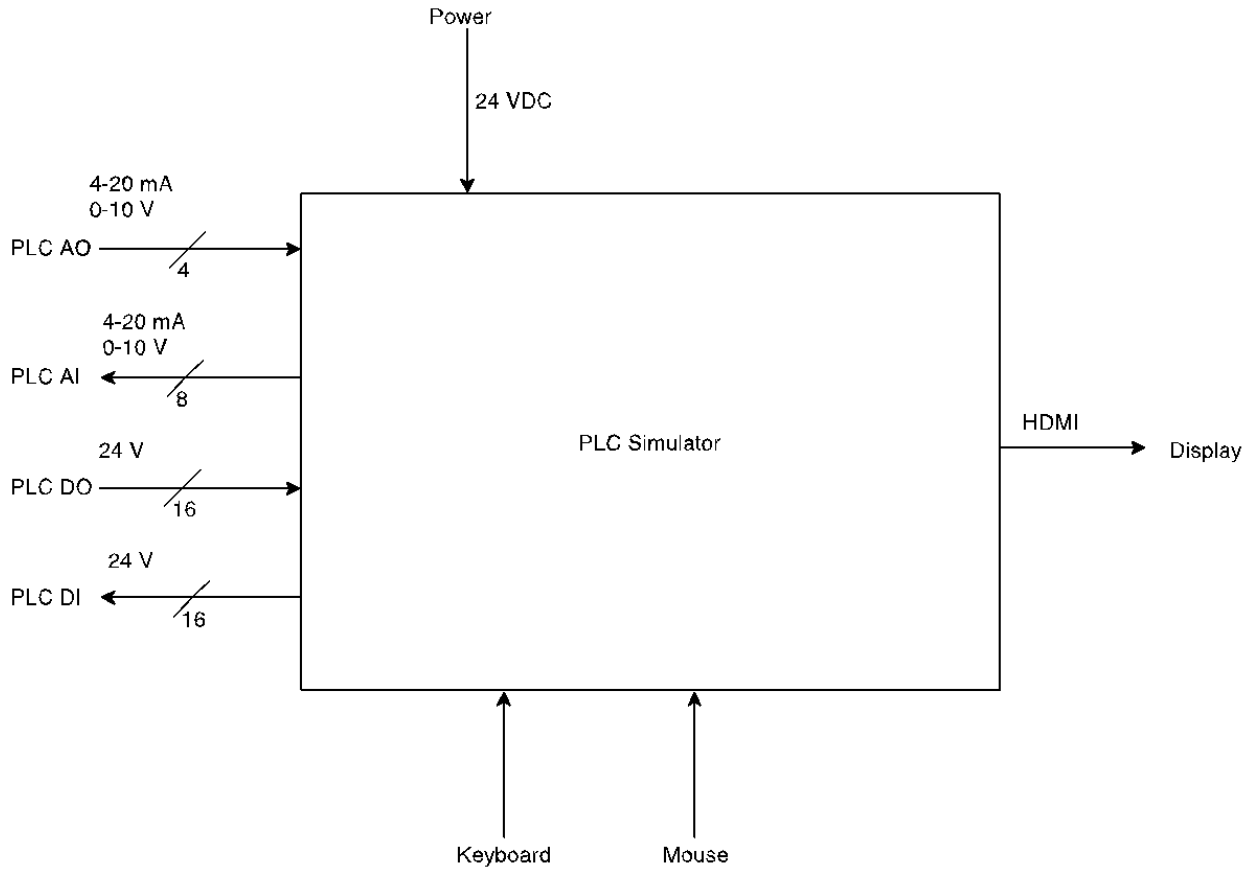 Power
24 VDC
4-20 mA
0-10 V
PLC AO
4
4-20 mA
0-10 V
PLC AI
8
24 V
PLC DO
16
24 V
PLC DI
16
PLC Simulator
HDMI
Display
Keyboard
Mouse